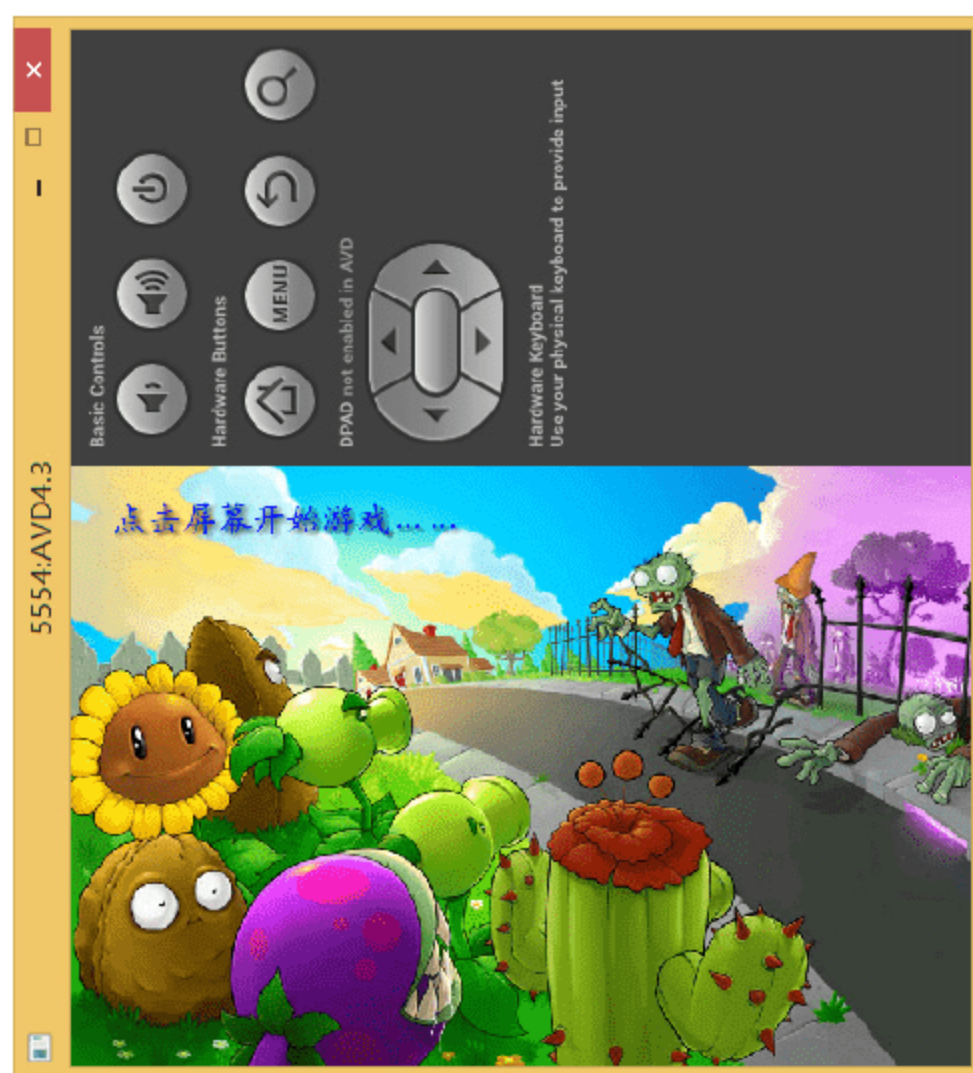 5554:AVD4.3
点击屏幕开始游戏... ...
Basic Controls
Hardware Buttons
MENU
DPAD not enabled in AVD
Hardware Keyboard
Use your physical keyboard to provide input